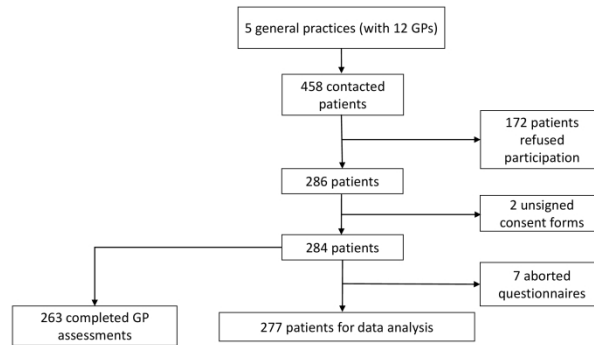 5 general practices (with 12 GPs)
458 contacted
patients
172 patients
refused
participation
286 patients
2 unsigned
consent forms
284 patients
7 aborted
questionnaires
263 completed GP
assessments
277 patients for data analysis